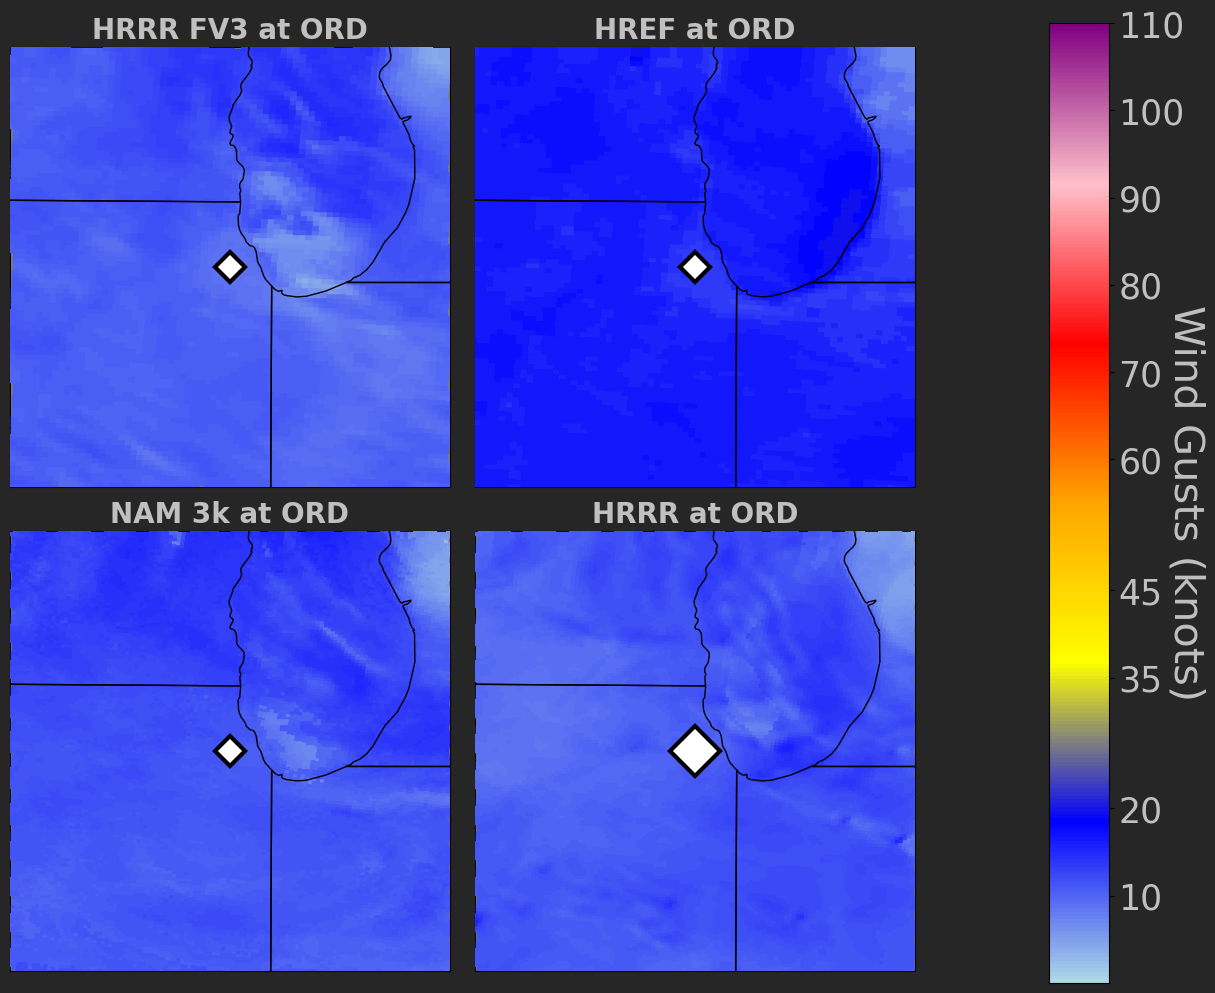 HRRR FV3 at ORD
HREF at ORD
NAM 3k at ORD
HRRR at ORD
110
100
90
80
70
60
45
35
20
10
Wind Gusts (knots)